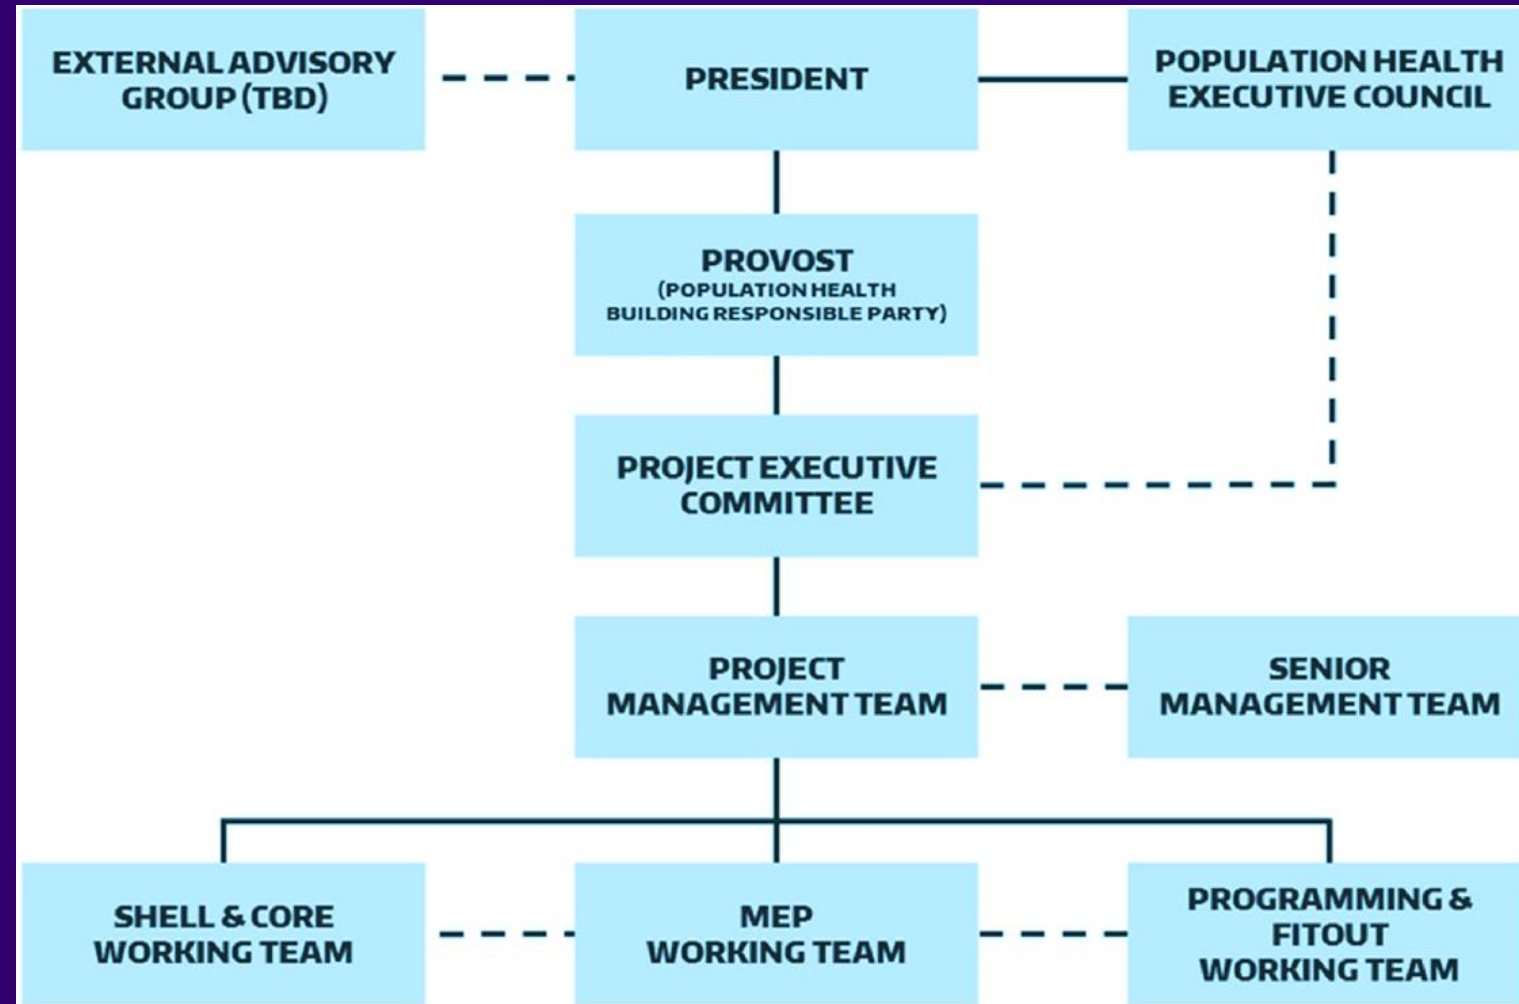 EXTERNAL ADVISORY
GROUP (TBD)
PRESIDENT
POPULATION HEALTH
EXECUTIVE COUNCIL
PROVOST
(POPULATION HEALTH
BUILDING RESPONSIBLE PARTY)
PROJECT EXECUTIVE
COMMITTEE
PROJECT
MANAGEMENT TEAM
SENIOR
MANAGEMENT TEAM
SHELL & CORE
WORKING TEAM
MEP
WORKING TEAM
PROGRAMMING &
FITOUT
WORKING TEAM